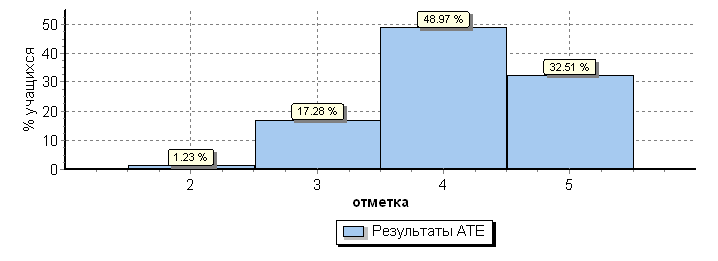 % учащихся
50
40
30
20
10
0
1.23 %
17.28 %
48.97 %
32.51 %
2 3 4 5
отметка
Результаты АТЕ